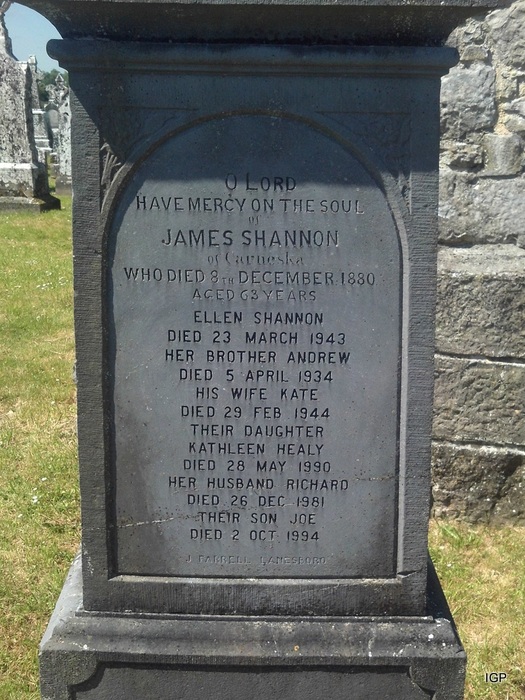 O LORD
HAVE MERCY ON THE SOUL
of
JAMES SHANNON
of Carneska
WHO DIED 8TH DECEMBER 1880
AGED 63 YEARS
ELLEN SHANNON
DIED 23 MARCH 1943
HER BROTHER ANDREW
DIED 5 APRIL 1934
HIS WIFE KATE
DIED 29 FEB 1944
THEIR DAUGHTER
KATHLEEN HEALY
DIED 28 MAY 1990
HER HUSBAND RICHARD
DIED 26 DEC 1981
THEIR SON JOE
DIED 2 OCT 1994
J FARRELL LANESBORO
IGP